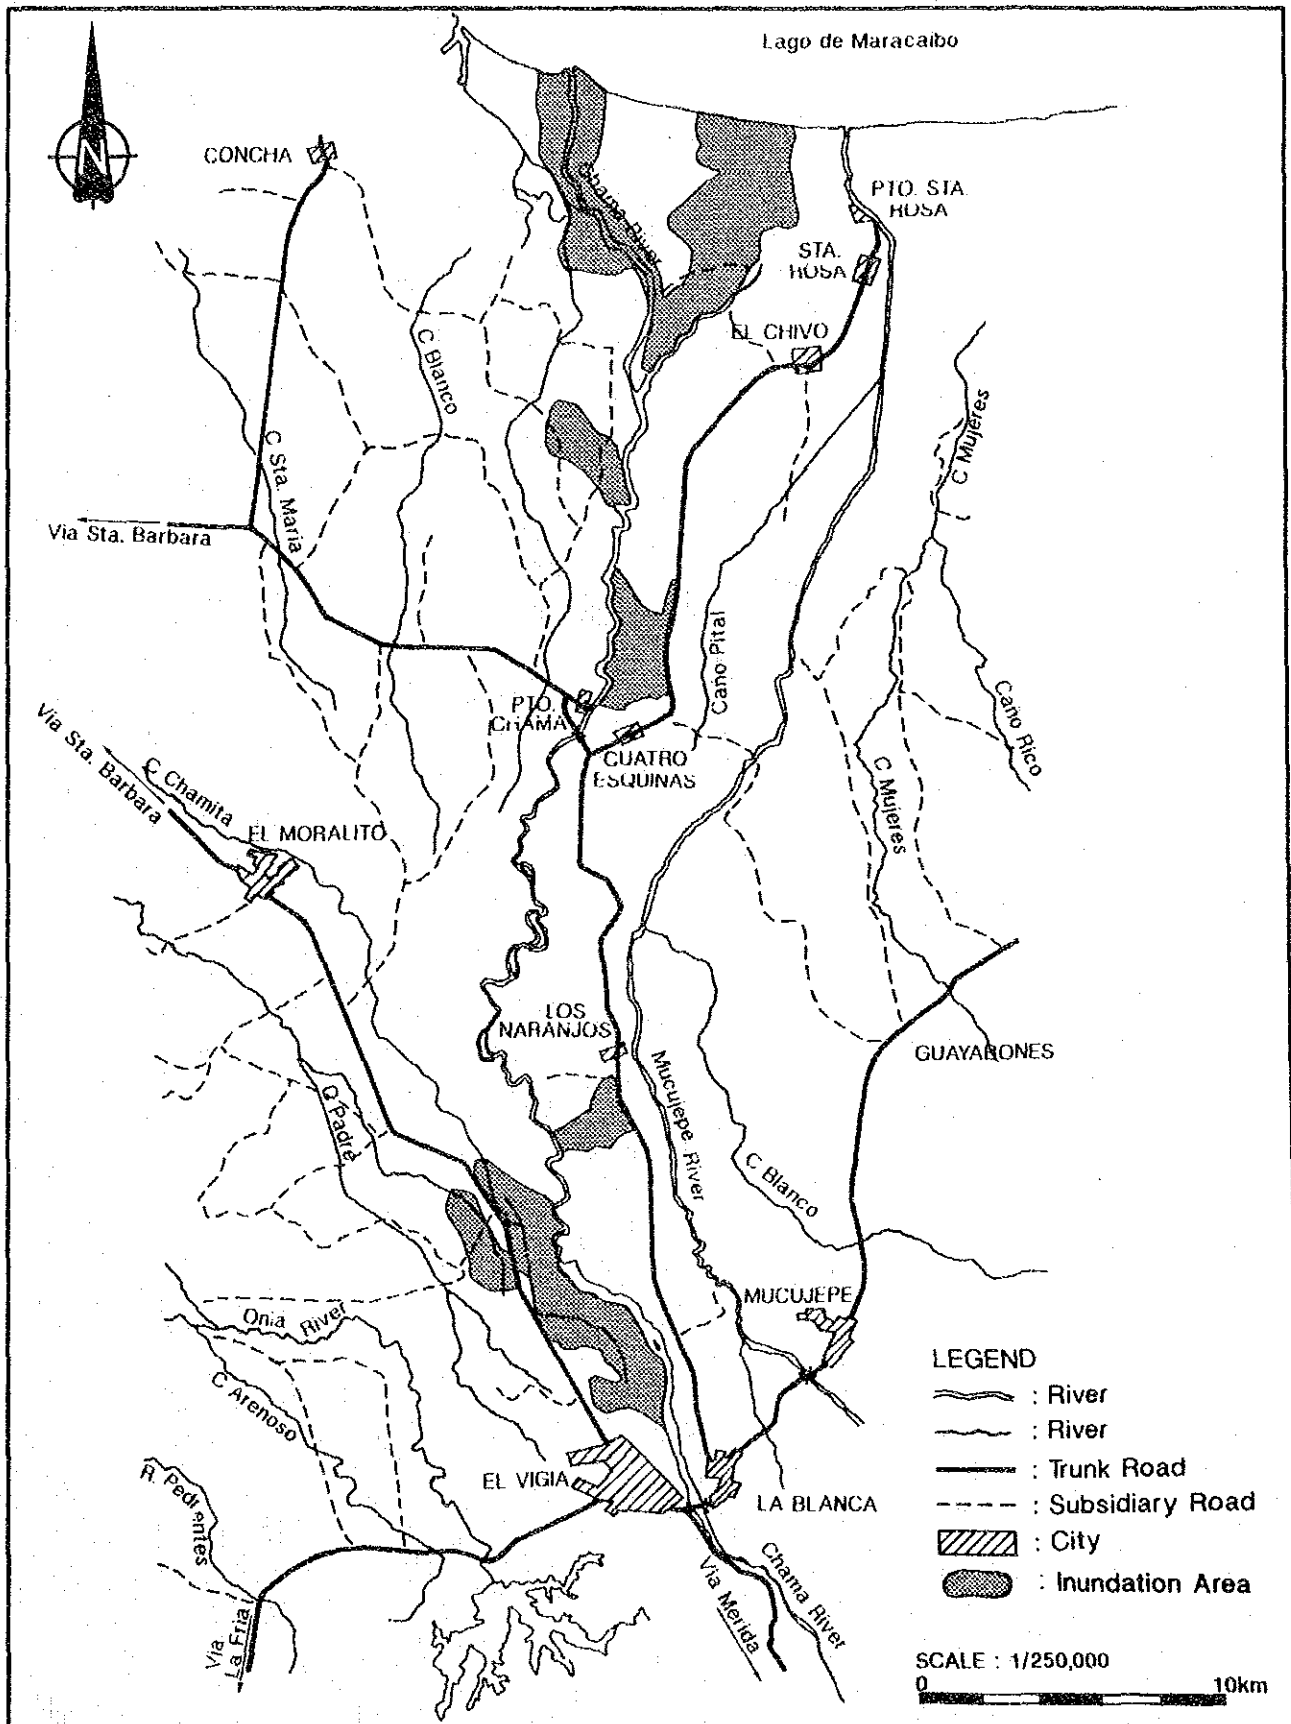 Lago de Maracaibo
N
CONCHA
Chama River
PTO. STA.
ROSA
STA.
ROSA
EL CHIVO
C Blanco
C Mujeres
C Sta. Maria
Via Sta. Barbara
Caño Pital
Caño Rico
PTO.
CHAMA
CUATRO
ESQUINAS
C Mujeres
Via Sta. Barbara
C Chamita
EL MORALITO
LOS
NARANJOS
Mucujepe River
GUAYABONES
Q Padre
C Blanco
MUCUJEPE
Onia River
C Arenoso
R. Pedrentes
EL VIGIA
LA BLANCA
Chama River
Via Merida
Via
La Fria
LEGEND
: River
: River
: Trunk Road
: Subsidiary Road
: City
: Inundation Area
SCALE : 1/250,000
0 10km